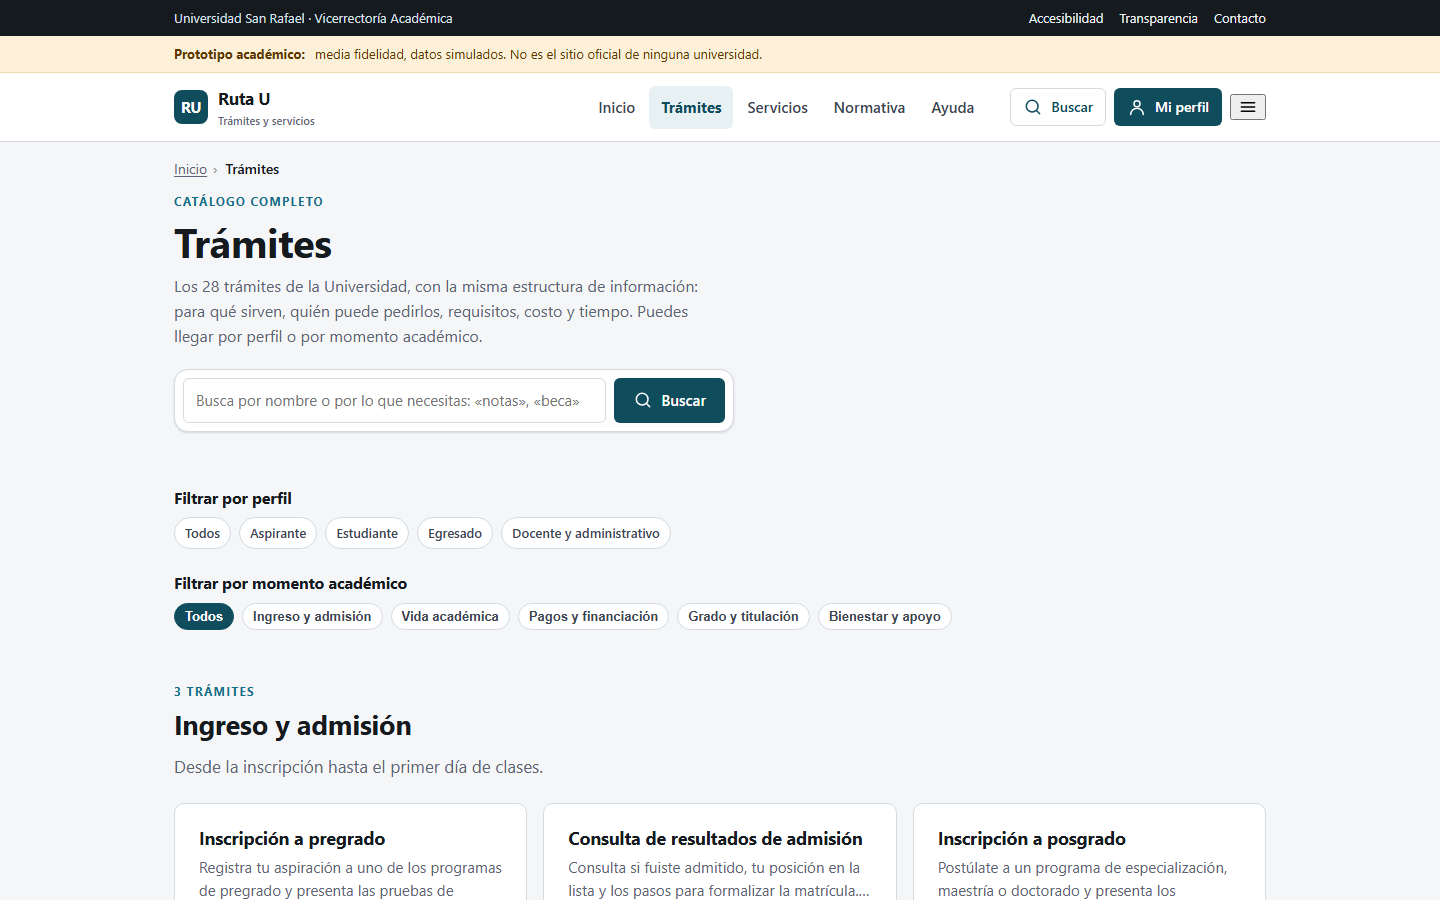 Universidad San Rafael · Vicerrectoría Académica
Accesibilidad Transparencia Contacto
Prototipo académico: media fidelidad, datos simulados. No es el sitio oficial de ninguna universidad.
RU
Ruta U
Trámites y servicios
Inicio Trámites Servicios Normativa Ayuda
Buscar
Mi perfil
Inicio › Trámites
CATÁLOGO COMPLETO
Trámites
Los 28 trámites de la Universidad, con la misma estructura de información:
para qué sirven, quién puede pedirlos, requisitos, costo y tiempo. Puedes
llegar por perfil o por momento académico.
Busca por nombre o por lo que necesitas: «notas», «beca»
Buscar
Filtrar por perfil
Todos Aspirante Estudiante Egresado Docente y administrativo
Filtrar por momento académico
Todos Ingreso y admisión Vida académica Pagos y financiación Grado y titulación Bienestar y apoyo
3 TRÁMITES
Ingreso y admisión
Desde la inscripción hasta el primer día de clases.
Inscripción a pregrado
Registra tu aspiración a uno de los programas
de pregrado y presenta las pruebas de
Consulta de resultados de admisión
Consulta si fuiste admitido, tu posición en la
lista y los pasos para formalizar la matrícula....
Inscripción a posgrado
Postúlate a un programa de especialización,
maestría o doctorado y presenta los